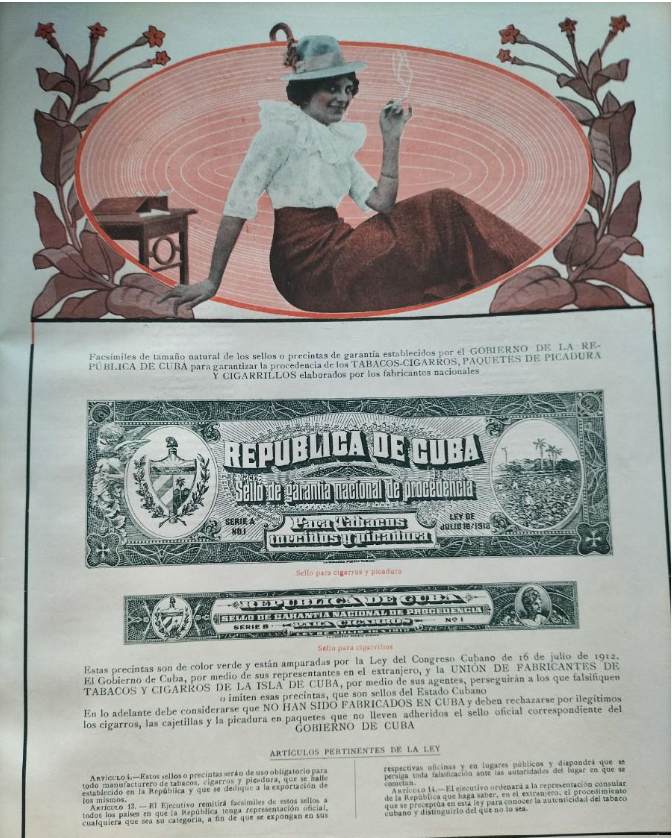 Facsímiles de tamaño natural de los sellos o precintas de garantía establecidos por el GOBIERNO DE LA RE-
PÚBLICA DE CUBA para garantizar la procedencia de los TABACOS-CIGARROS, PAQUETES DE PICADURA
Y CIGARRILLOS elaborados por los fabricantes nacionales
REPUBLICA DE CUBA
Sello de garantia nacional de procedencia
SERIE A
NO. 1
Para Tabacos
torcidos y picadura
LEY DE
JULIO 16/1912
Sello para cigarros y picadura
REPUBLICA DE CUBA
SELLO DE GARANTIA NACIONAL DE PROCEDENCIA
SERIE B
PARA CIGARROS
Nº 1
LEY DE JULIO 16 1912
Sello para cigarrillos
Estas precintas son de color verde y están amparadas por la Ley del Congreso Cubano de 16 de julio de 1912.
El Gobierno de Cuba, por medio de sus representantes en el extranjero, y la UNIÓN DE FABRICANTES DE
TABACOS Y CIGARROS DE LA ISLA DE CUBA, por medio de sus agentes, perseguirán a los que falsifiquen
o imiten esas precintas, que son sellos del Estado Cubano
En lo adelante debe considerarse que NO HAN SIDO FABRICADOS EN CUBA y deben rechazarse por ilegítimos
los cigarros, las cajetillas y la picadura en paquetes que no lleven adheridos el sello oficial correspondiente del
GOBIERNO DE CUBA
ARTÍCULOS PERTINENTES DE LA LEY
ARTÍCULO 4.—Estos sellos o precintas serán de uso obligatorio para
todo manufacturero de tabacos, cigarros y picadura, que se halle
establecido en la República y que se dedique a la exportación de
los mismos.
ARTÍCULO 13. — El Ejecutivo remitirá facsímiles de estos sellos a
todos los países en que la República tenga representación oficial,
cualquiera que sea su categoría, a fin de que se expongan en sus
respectivas oficinas y en lugares públicos y dispondrá que se
persiga toda falsificación ante las autoridades del lugar en que se
cometan.
ARTÍCULO 14.—El ejecutivo ordenará a la representación consular
de la República que haga saber, en el extranjero, el procedimiento
que se preceptúa en esta ley para conocer la autenticidad del tabaco
cubano y distinguirlo del que no lo sea.